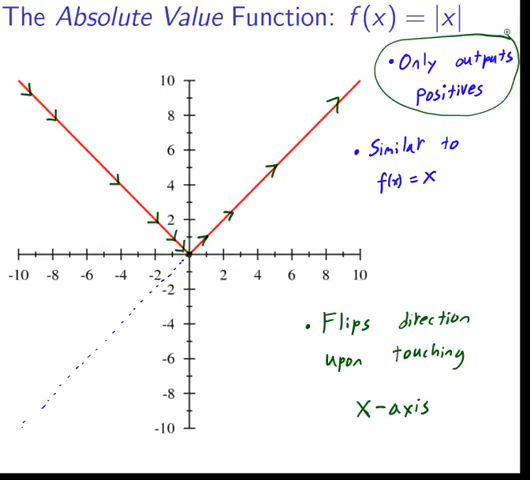 The Absolute Value Function: f(x) = |x|
• Only outputs
Positives
• Similar to
f(x) = x
10
8
6
4
2
-10 -8 -6 -4 -2 0 2 4 6 8 10
-2
-4
-6
-8
-10
• Flips direction
upon touching
X-axis